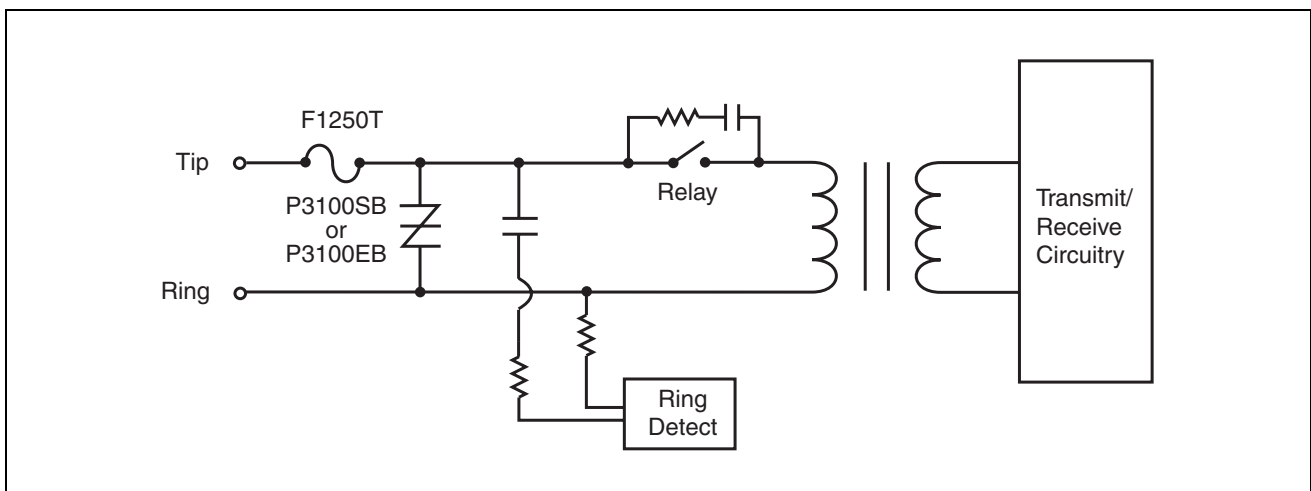 F1250T
Tip
P3100SB
or
P3100EB
Ring
Relay
Transmit/
Receive
Circuitry
Ring
Detect